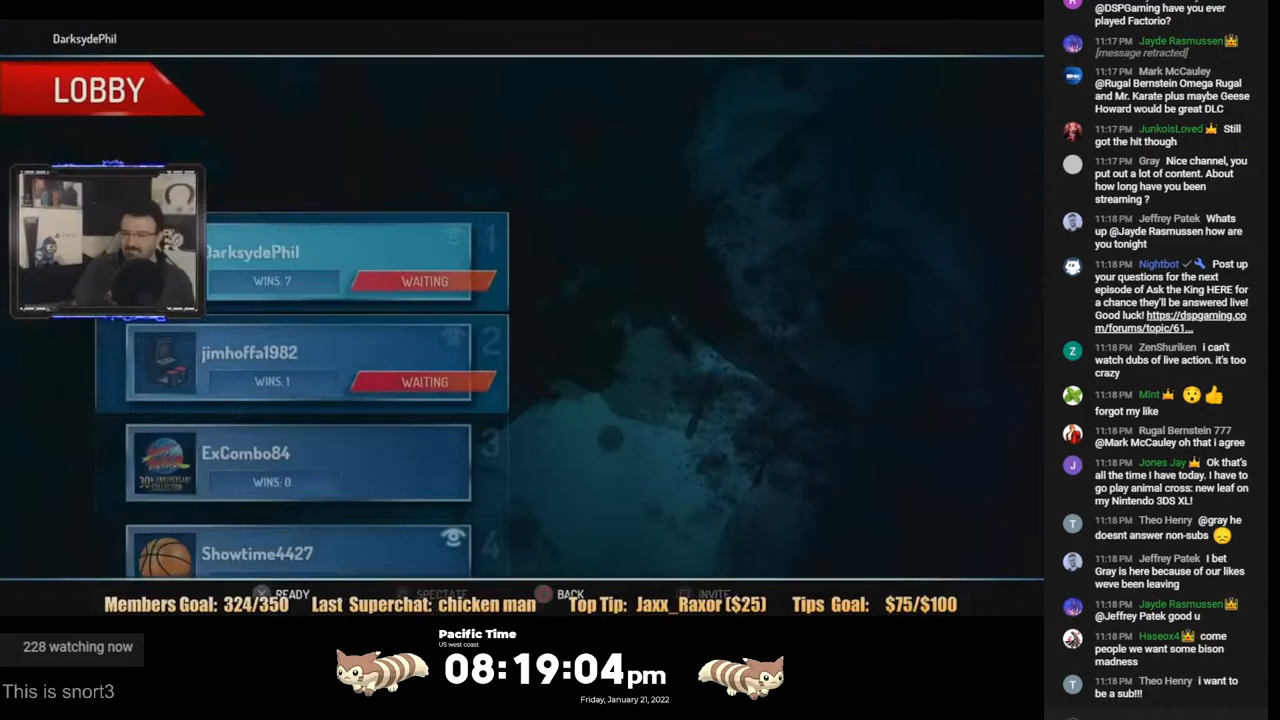 DarksydePhil
LOBBY
DarksydePhil
1
WINS: 7
WAITING
jimhoffa1982
2
WINS: 1
WAITING
ExCombo84
3
WINS: 0
30TH ANNIVERSARY
COLLECTION
Showtime4427
4
READY
SPECTATE
BACK
INVITE
Members Goal: 324/350
Last Superchat: chicken man
Top Tip: Jaxx_Raxor ($25)
Tips Goal: $75/$100
228 watching now
This is snort3
Pacific Time
US west coast
08:19:04pm
Friday, January 21, 2022
@DSPGaming have you ever
played Factorio?
11:17 PM Jayde Rasmussen
[message retracted]
11:17 PM Mark McCauley
@Rugal Bernstein Omega Rugal
and Mr. Karate plus maybe Geese
Howard would be great DLC
11:17 PM JunkoisLoved Still
got the hit though
11:17 PM Gray Nice channel, you
put out a lot of content. About
how long have you been
streaming ?
11:18 PM Jeffrey Patek Whats
up @Jayde Rasmussen how are
you tonight
11:18 PM Nightbot Post up
your questions for the next
episode of Ask the King HERE for
a chance they'll be answered live!
Good luck! https://dspgaming.co
m/forums/topic/61...
11:18 PM ZenShuriken i can't
watch dubs of live action. it's too
crazy
11:18 PM Mint 😯👍
forgot my like
11:18 PM Rugal Bernstein 777
@Mark McCauley oh that i agree
11:18 PM Jones Jay Ok that's
all the time I have today. I have to
go play animal cross: new leaf on
my Nintendo 3DS XL!
11:18 PM Theo Henry @gray he
doesnt answer non-subs 😞
11:18 PM Jeffrey Patek I bet
Gray is here because of our likes
weve been leaving
11:18 PM Jayde Rasmussen
@Jeffrey Patek good u
11:18 PM Haseox4 come
people we want some bison
madness
11:18 PM Theo Henry i want to
be a sub!!!